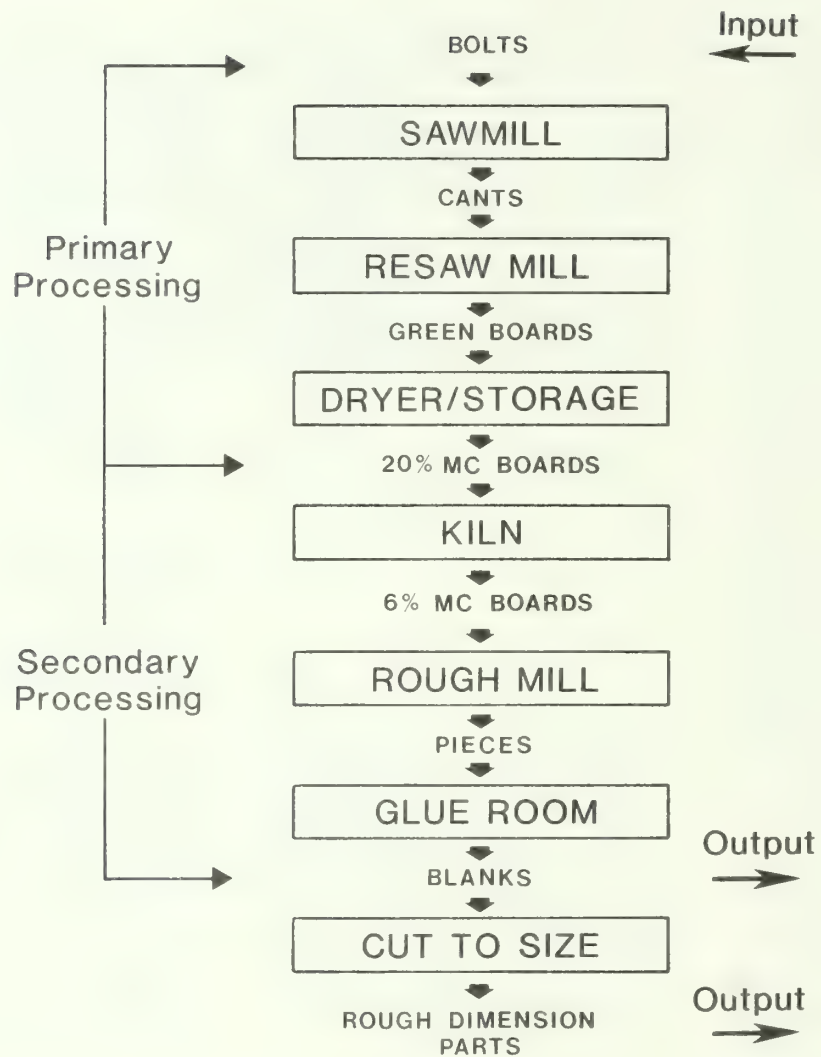 Input
BOLTS
SAWMILL
CANTS
Primary
Processing
RESAW MILL
GREEN BOARDS
DRYER/STORAGE
20% MC BOARDS
KILN
6% MC BOARDS
Secondary
Processing
ROUGH MILL
PIECES
GLUE ROOM
Output
BLANKS
CUT TO SIZE
Output
ROUGH DIMENSION
PARTS